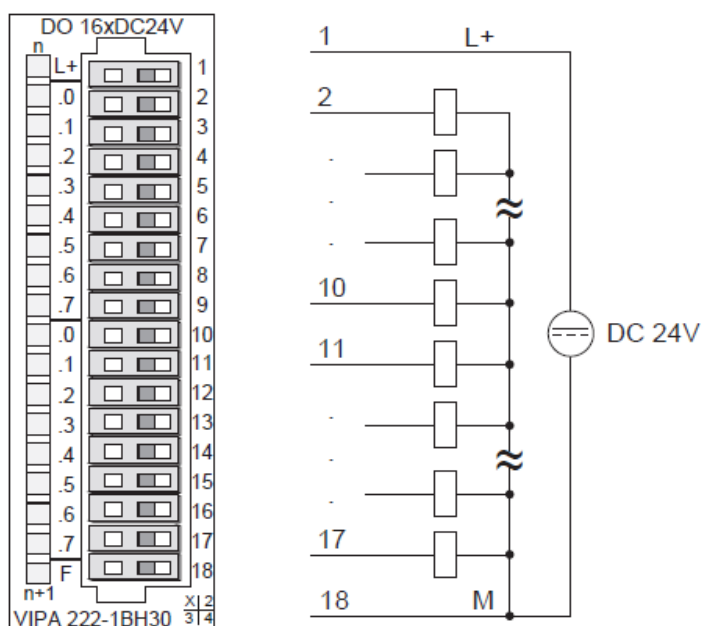 DO 16xDC24V
n
L+ 1
.0 2
.1 3
.2 4
.3 5
.4 6
.5 7
.6 8
.7 9
.0 10
.1 11
.2 12
.3 13
.4 14
.5 15
.6 16
.7 17
F 18
n+1
VIPA 222-1BH30
X 2
3 4
1 L+
2
10
DC 24V
11
17
18 M